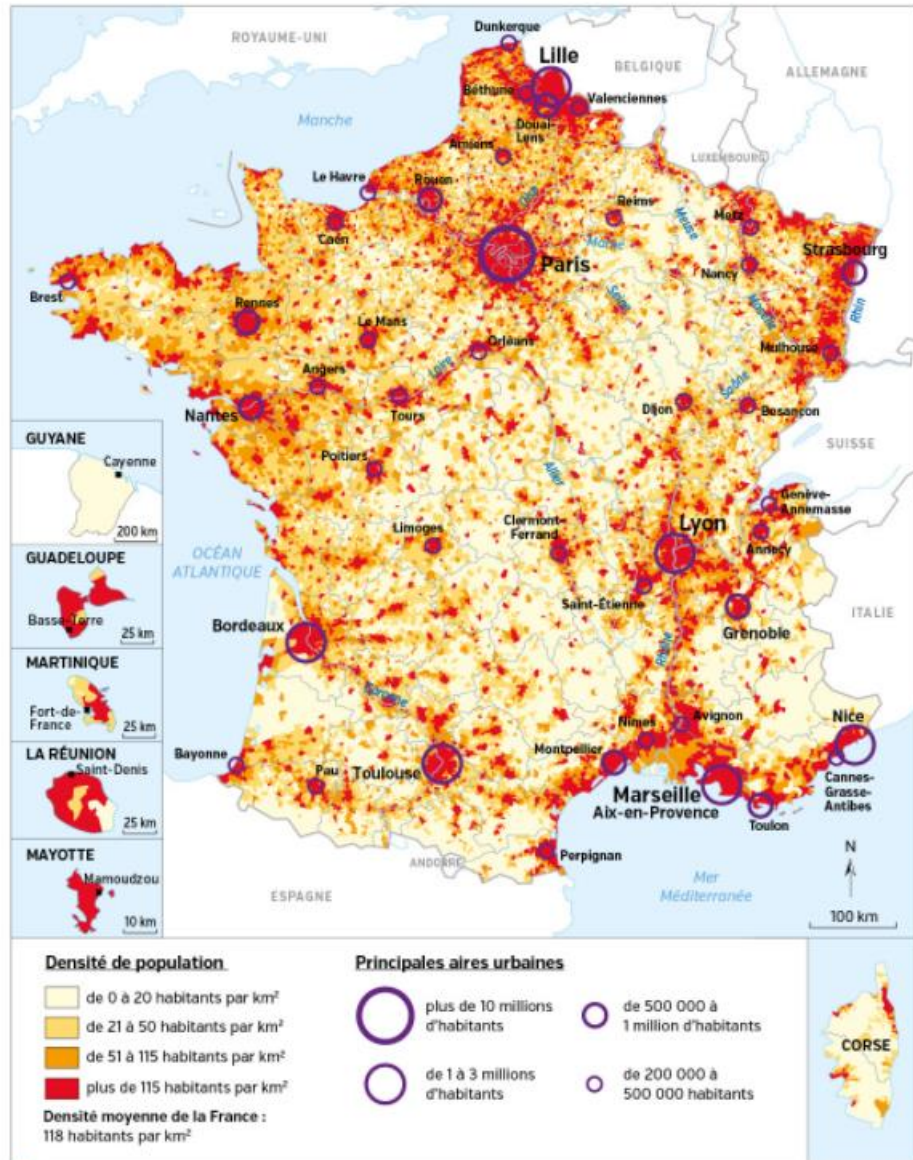 ROYAUME-UNI
Dunkerque
Lille
BELGIQUE
ALLEMAGNE
Béthune
Valenciennes
Manche
Douai-
Lens
Amiens
LUXEMBOURG
Le Havre
Rouen
Oise
Reims
Meuse
Metz
Caen
Marne
Strasbourg
Paris
Nancy
Brest
Seine
Moselle
Rhin
Rennes
Le Mans
Orléans
Mulhouse
Angers
Loire
Saône
Nantes
Tours
Dijon
Besançon
SUISSE
Poitiers
Allier
Genève-
Annemasse
Limoges
Clermont-
Ferrand
Lyon
Annecy
OCÉAN
ATLANTIQUE
Saint-Étienne
ITALIE
Bordeaux
Grenoble
Rhône
Avignon
Nîmes
Nice
Bayonne
Montpellier
Pau
Toulouse
Marseille
Aix-en-Provence
Cannes-
Grasse-
Antibes
Toulon
Perpignan
ANDORRE
ESPAGNE
Mer
Méditerranée
N
100 km
GUYANE
Cayenne
200 km
GUADELOUPE
Basse-Terre
25 km
MARTINIQUE
Fort-de-
France
25 km
LA RÉUNION
Saint-Denis
25 km
MAYOTTE
Mamoudzou
10 km
Densité de population
de 0 à 20 habitants par km²
de 21 à 50 habitants par km²
de 51 à 115 habitants par km²
plus de 115 habitants par km²
Densité moyenne de la France :
118 habitants par km²
Principales aires urbaines
plus de 10 millions
d'habitants
de 1 à 3 millions
d'habitants
de 500 000 à
1 million d'habitants
de 200 000 à
500 000 habitants
CORSE